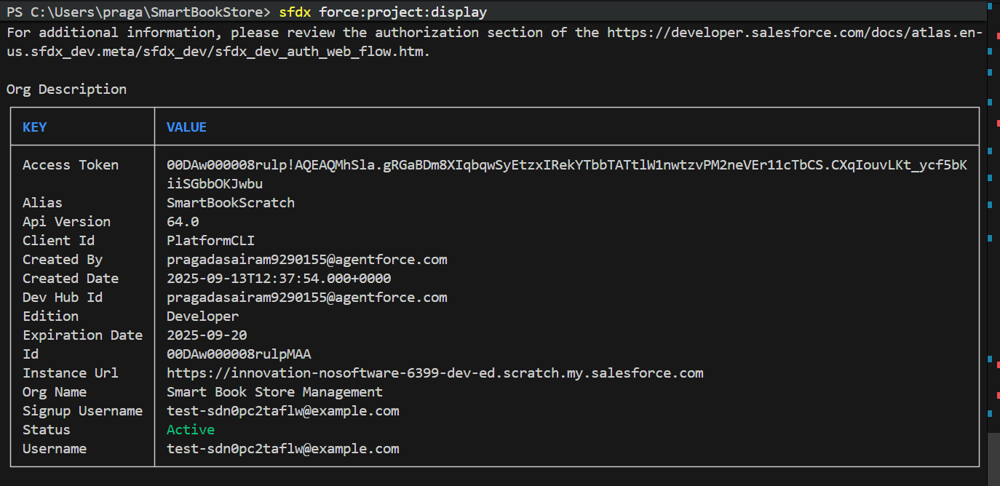 PS C:\Users\praga\SmartBookStore> sfdx force:project:display
For additional information, please review the authorization section of the https://developer.salesforce.com/docs/atlas.en-
us.sfdx_dev.meta/sfdx_dev/sfdx_dev_auth_web_flow.htm.
Org Description
KEY VALUE
Access Token 00DAw000008rulp!AQEAQMhSla.gRGaBDm8XIqbqwSyEtzxIRekYTbbTATtlW1nwtzvPM2neVEr11cTbCS.CXqIouvLKt_ycf5bK
iiSGbbOKJwbu
Alias SmartBookScratch
Api Version 64.0
Client Id PlatformCLI
Created By pragadasairam9290155@agentforce.com
Created Date 2025-09-13T12:37:54.000+0000
Dev Hub Id pragadasairam9290155@agentforce.com
Edition Developer
Expiration Date 2025-09-20
Id 00DAw000008rulpMAA
Instance Url https://innovation-nosoftware-6399-dev-ed.scratch.my.salesforce.com
Org Name Smart Book Store Management
Signup Username test-sdn0pc2taflw@example.com
Status Active
Username test-sdn0pc2taflw@example.com